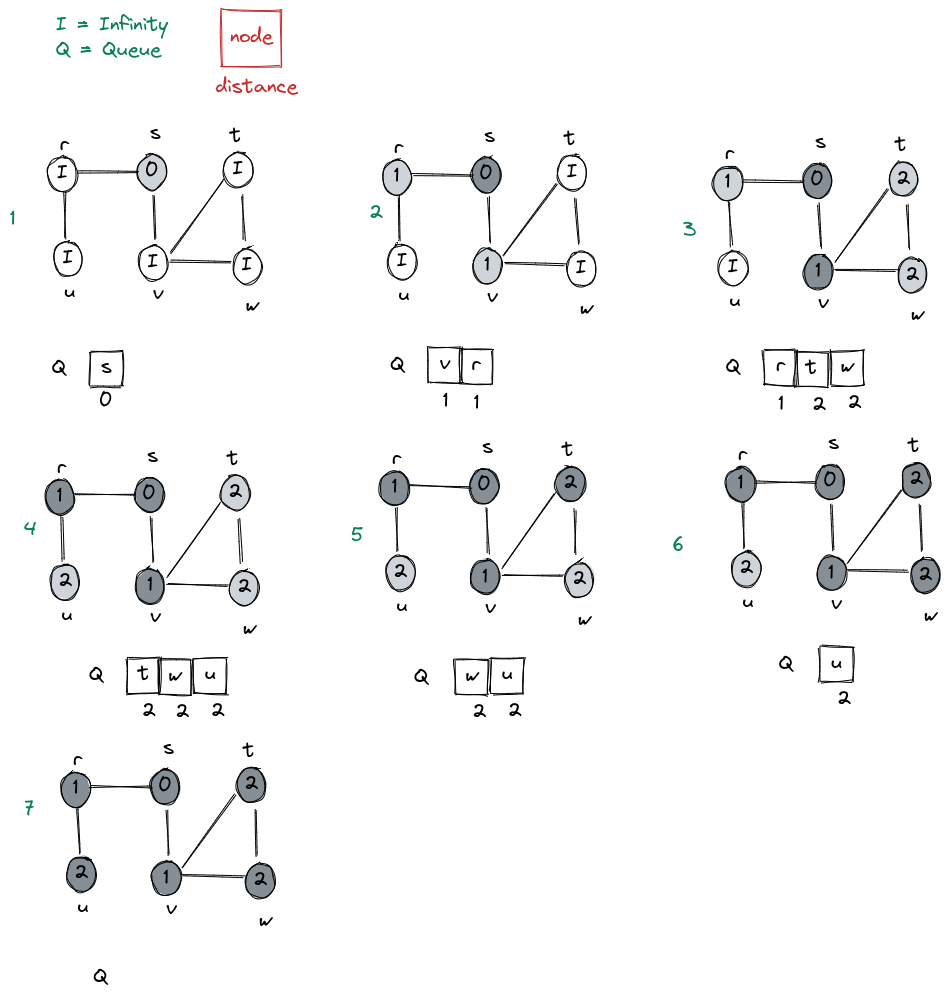 I = Infinity
Q = Queue
node
distance
1
r s t
I 0 I
I I I
u v w
Q s
0
2
r s t
1 0 I
I 1 I
u v w
Q v r
1 1
3
r s t
1 0 2
I 1 2
u v w
Q r t w
1 2 2
4
r s t
1 0 2
2 1 2
u v w
Q t w u
2 2 2
5
r s t
1 0 2
2 1 2
u v w
Q w u
2 2
6
r s t
1 0 2
2 1 2
u v w
Q u
2
7
r s t
1 0 2
2 1 2
u v w
Q